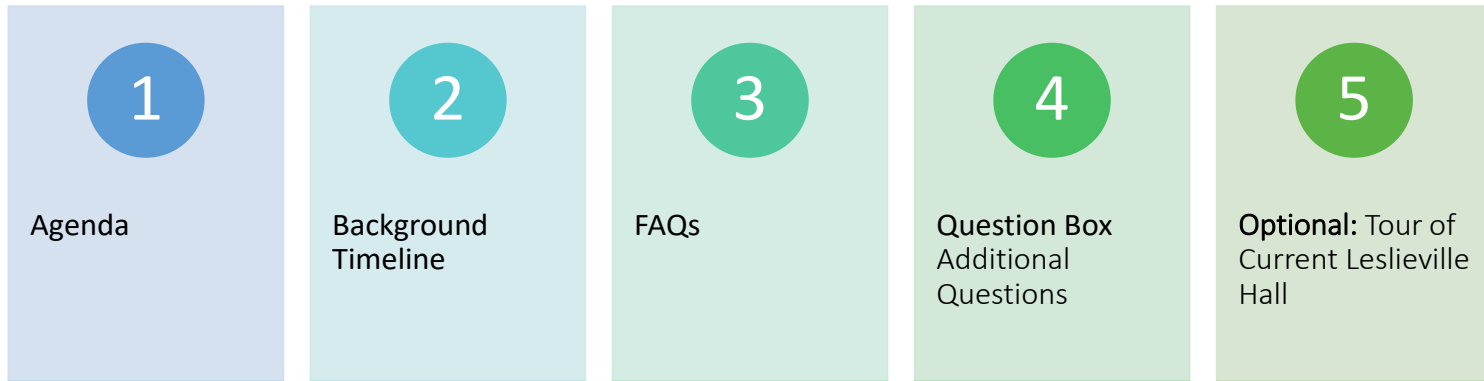 1
Agenda
2
Background
Timeline
3
FAQs
4
Question Box
Additional
Questions
5
Optional: Tour of
Current Leslieville
Hall